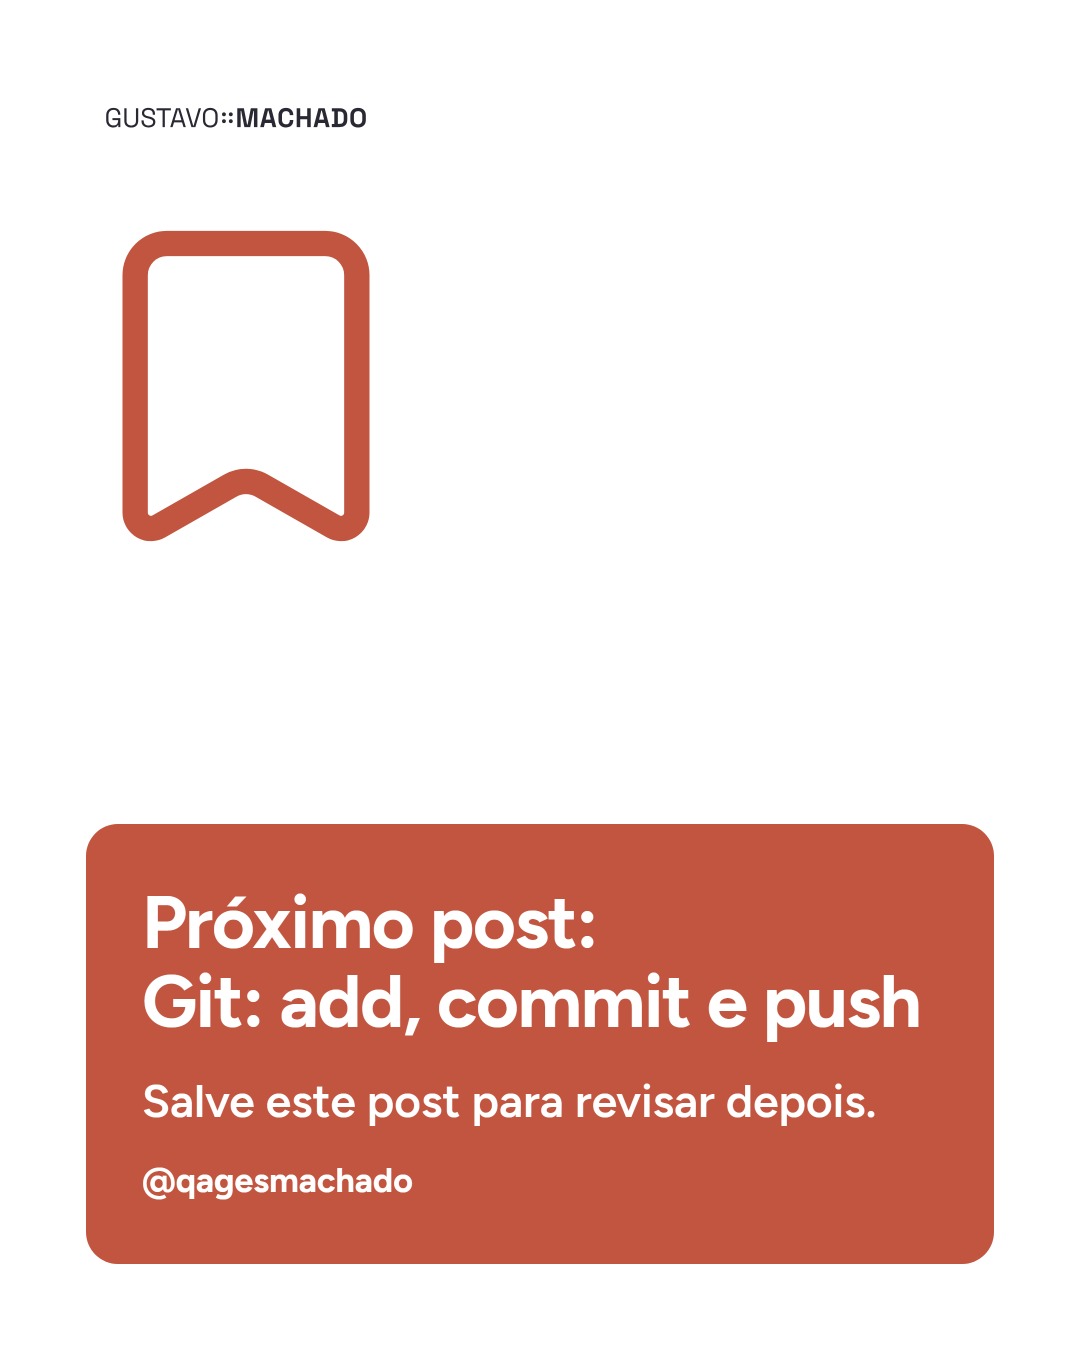 GUSTAVO::MACHADO
Próximo post:
Git: add, commit e push
Salve este post para revisar depois.
@qagesmachado